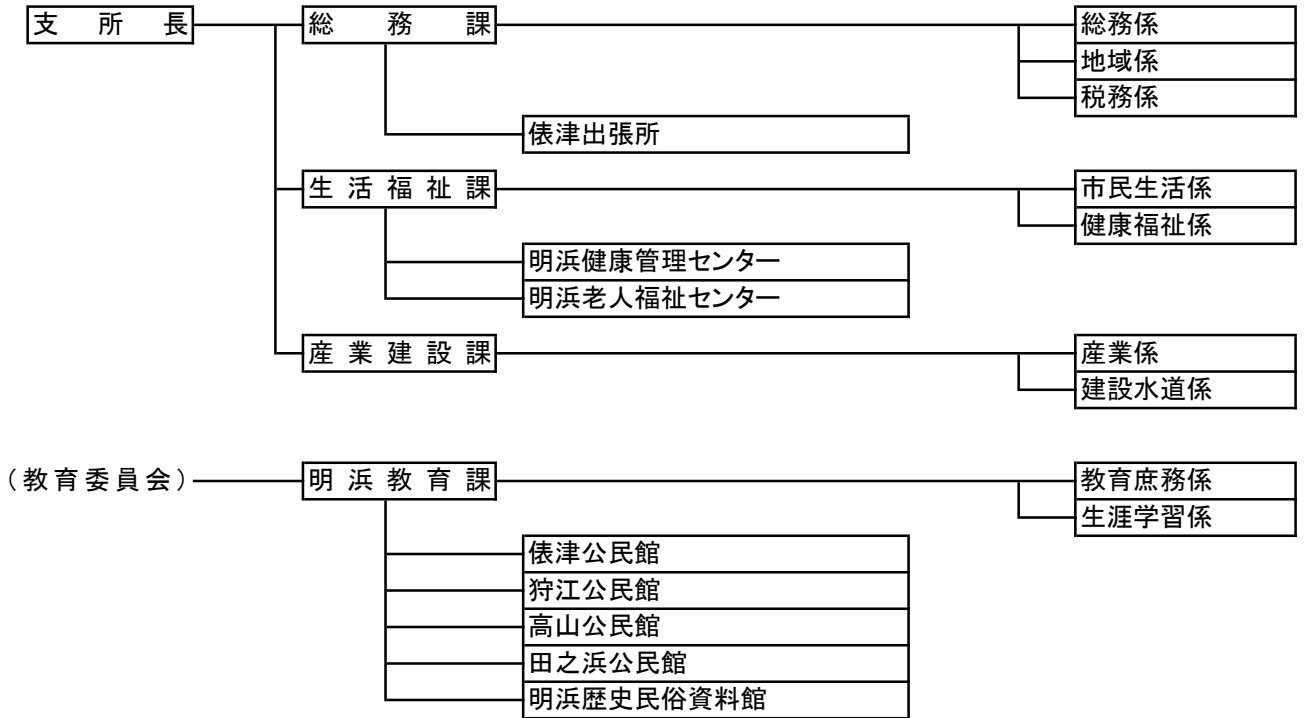 支所長 総務課 総務係
地域係
税務係
俵津出張所
生活福祉課 市民生活係
健康福祉係
明浜健康管理センター
明浜老人福祉センター
産業建設課 産業係
建設水道係
（教育委員会） 明浜教育課 教育庶務係
生涯学習係
俵津公民館
狩江公民館
高山公民館
田之浜公民館
明浜歴史民俗資料館